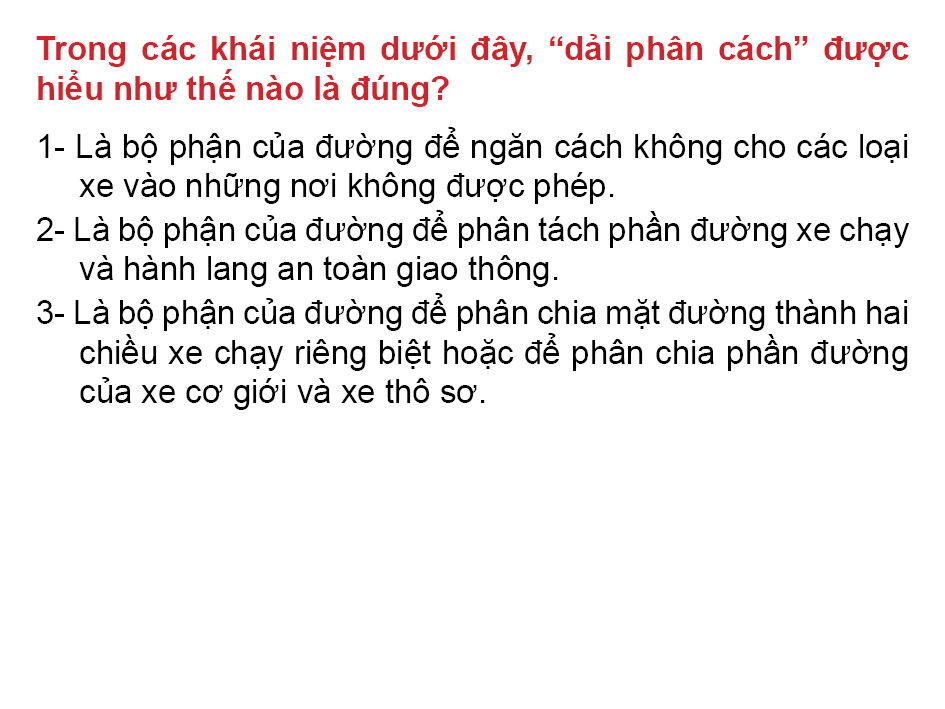 Trong các khái niệm dưới đây, “dải phân cách” được
hiểu như thế nào là đúng?
1- Là bộ phận của đường để ngăn cách không cho các loại
xe vào những nơi không được phép.
2- Là bộ phận của đường để phân tách phần đường xe chạy
và hành lang an toàn giao thông.
3- Là bộ phận của đường để phân chia mặt đường thành hai
chiều xe chạy riêng biệt hoặc để phân chia phần đường
của xe cơ giới và xe thô sơ.